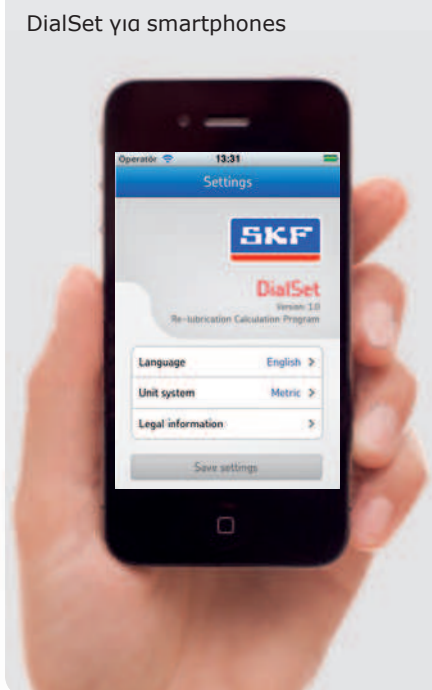 DialSet για smartphones
Operatör 13:31
Settings
SKF
DialSet
Version 1.0
Re-lubrication Calculation Program
Language English >
Unit system Metric >
Legal information >
Save settings